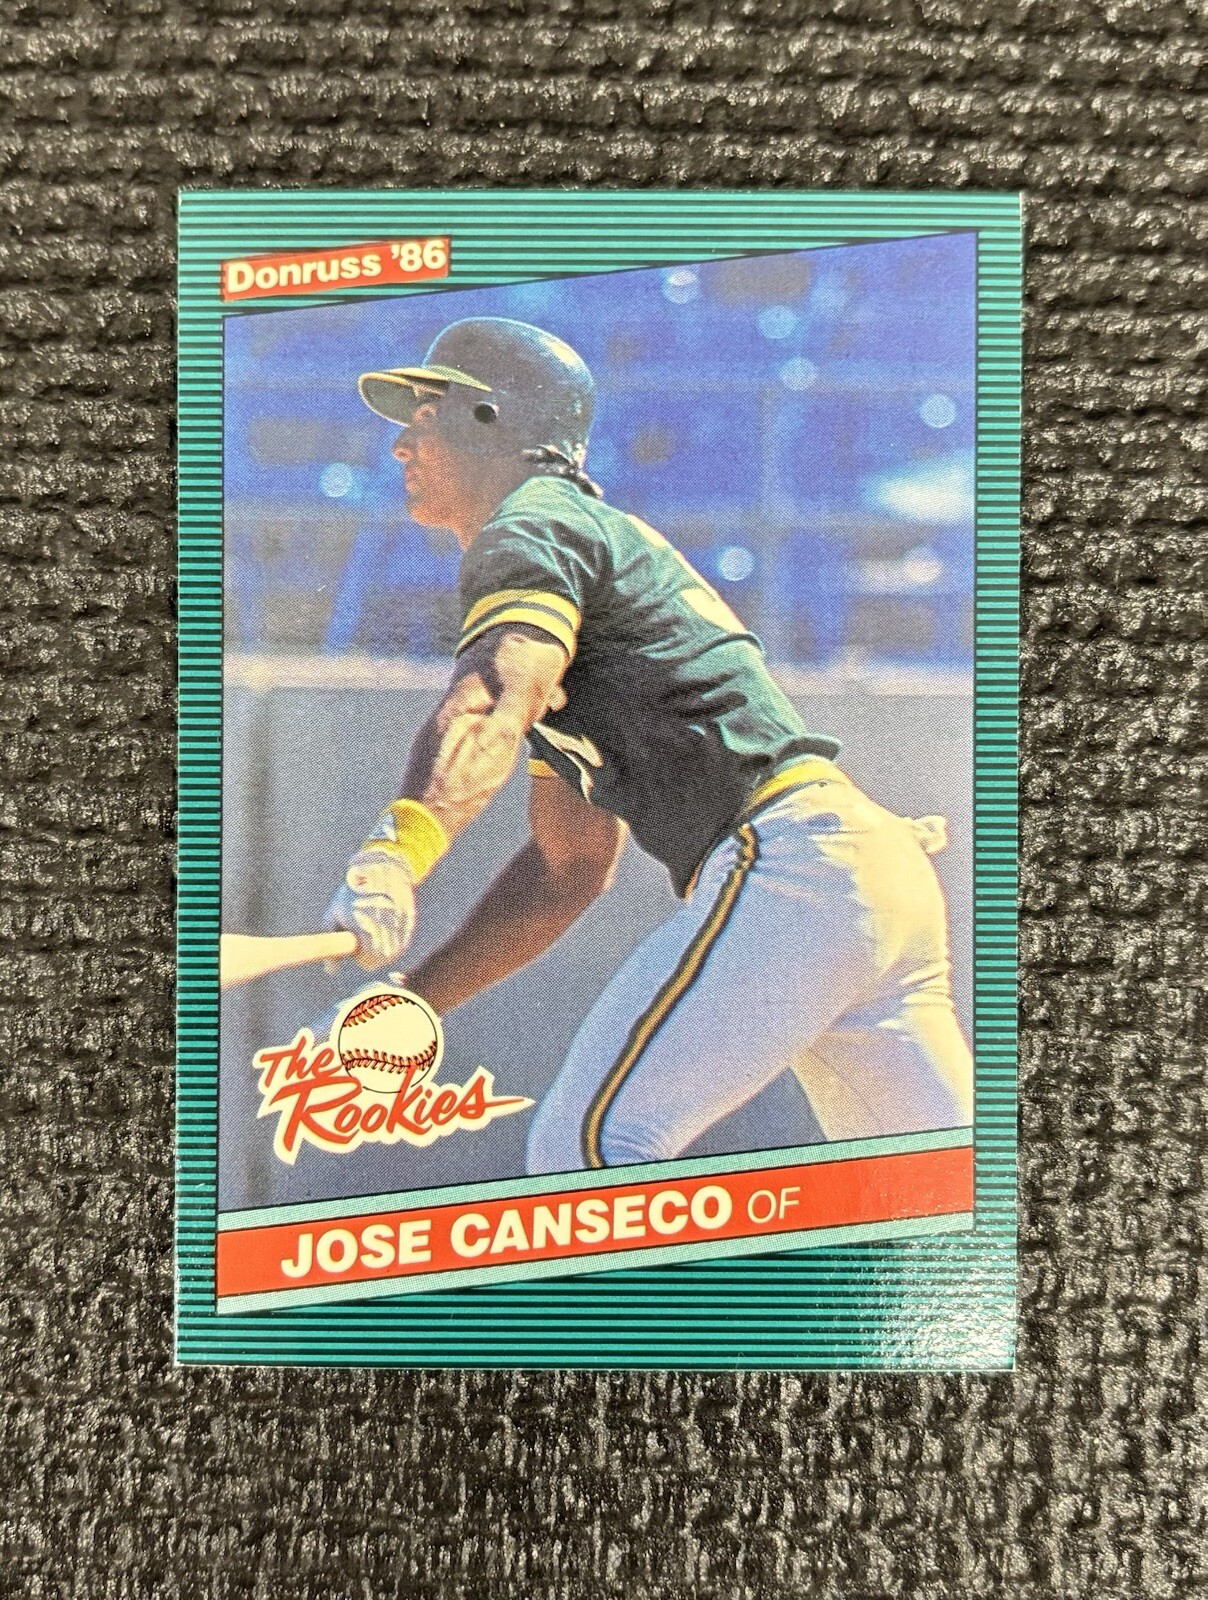 Donruss '86
The
Rookies
JOSE CANSECO OF